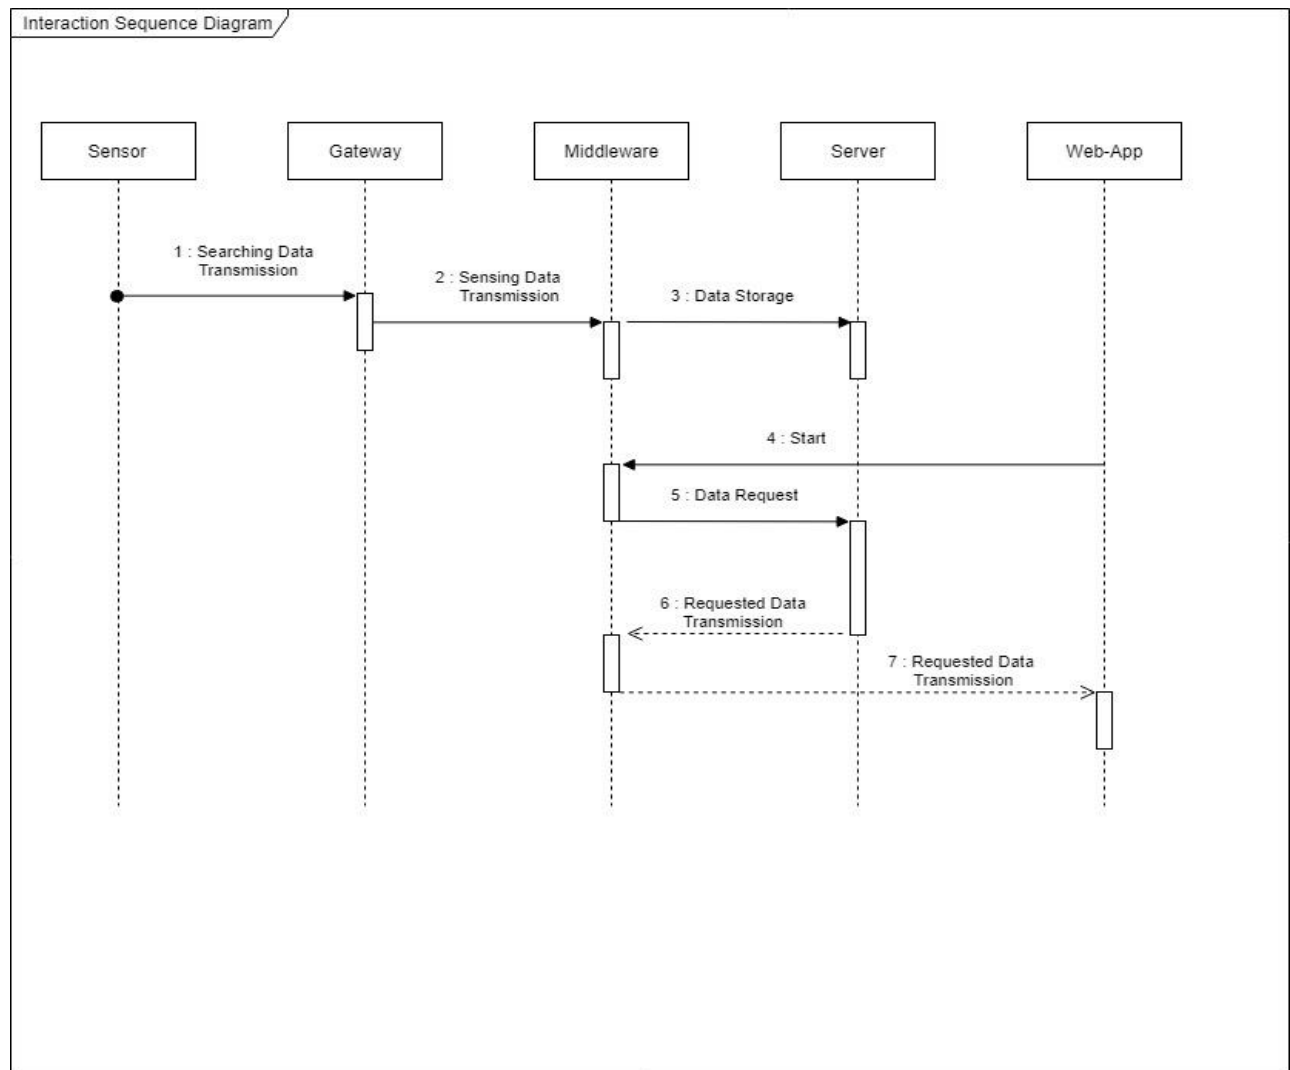 Interaction Sequence Diagram
Sensor
Gateway
Middleware
Server
Web-App
1 : Searching Data
Transmission
2 : Sensing Data
Transmission
3 : Data Storage
4 : Start
5 : Data Request
6 : Requested Data
Transmission
7 : Requested Data
Transmission